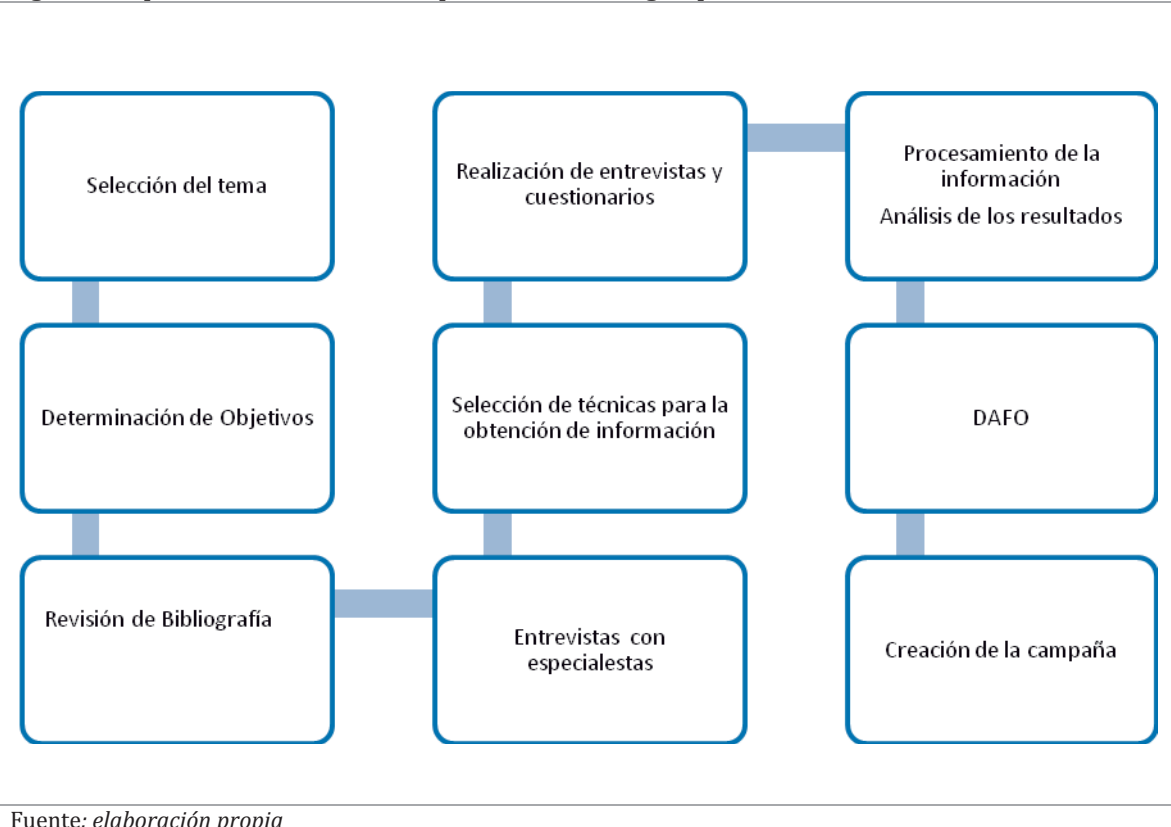 Selección del tema
Determinación de Objetivos
Revisión de Bibliografía
Entrevistas con
especialestas
Selección de técnicas para la
obtención de información
Realización de entrevistas y
cuestionarios
Procesamiento de la
información
Análisis de los resultados
DAFO
Creación de la campaña
Fuente: elaboración propia